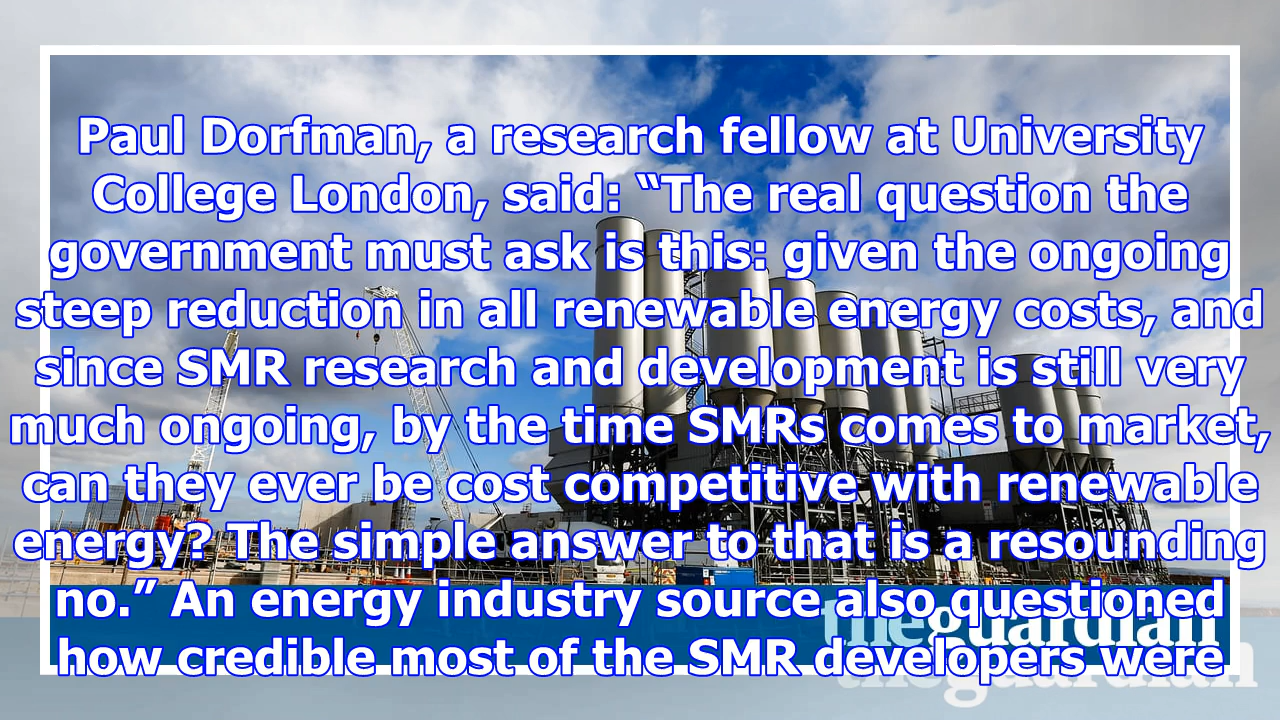 Paul Dorfman, a research fellow at University
College London, said: “The real question the
government must ask is this: given the ongoing
steep reduction in all renewable energy costs, and
since SMR research and development is still very
much ongoing, by the time SMRs comes to market,
can they ever be cost competitive with renewable
energy? The simple answer to that is a resounding
no.” An energy industry source also questioned
how credible most of the SMR developers were
theguardian
theguardian